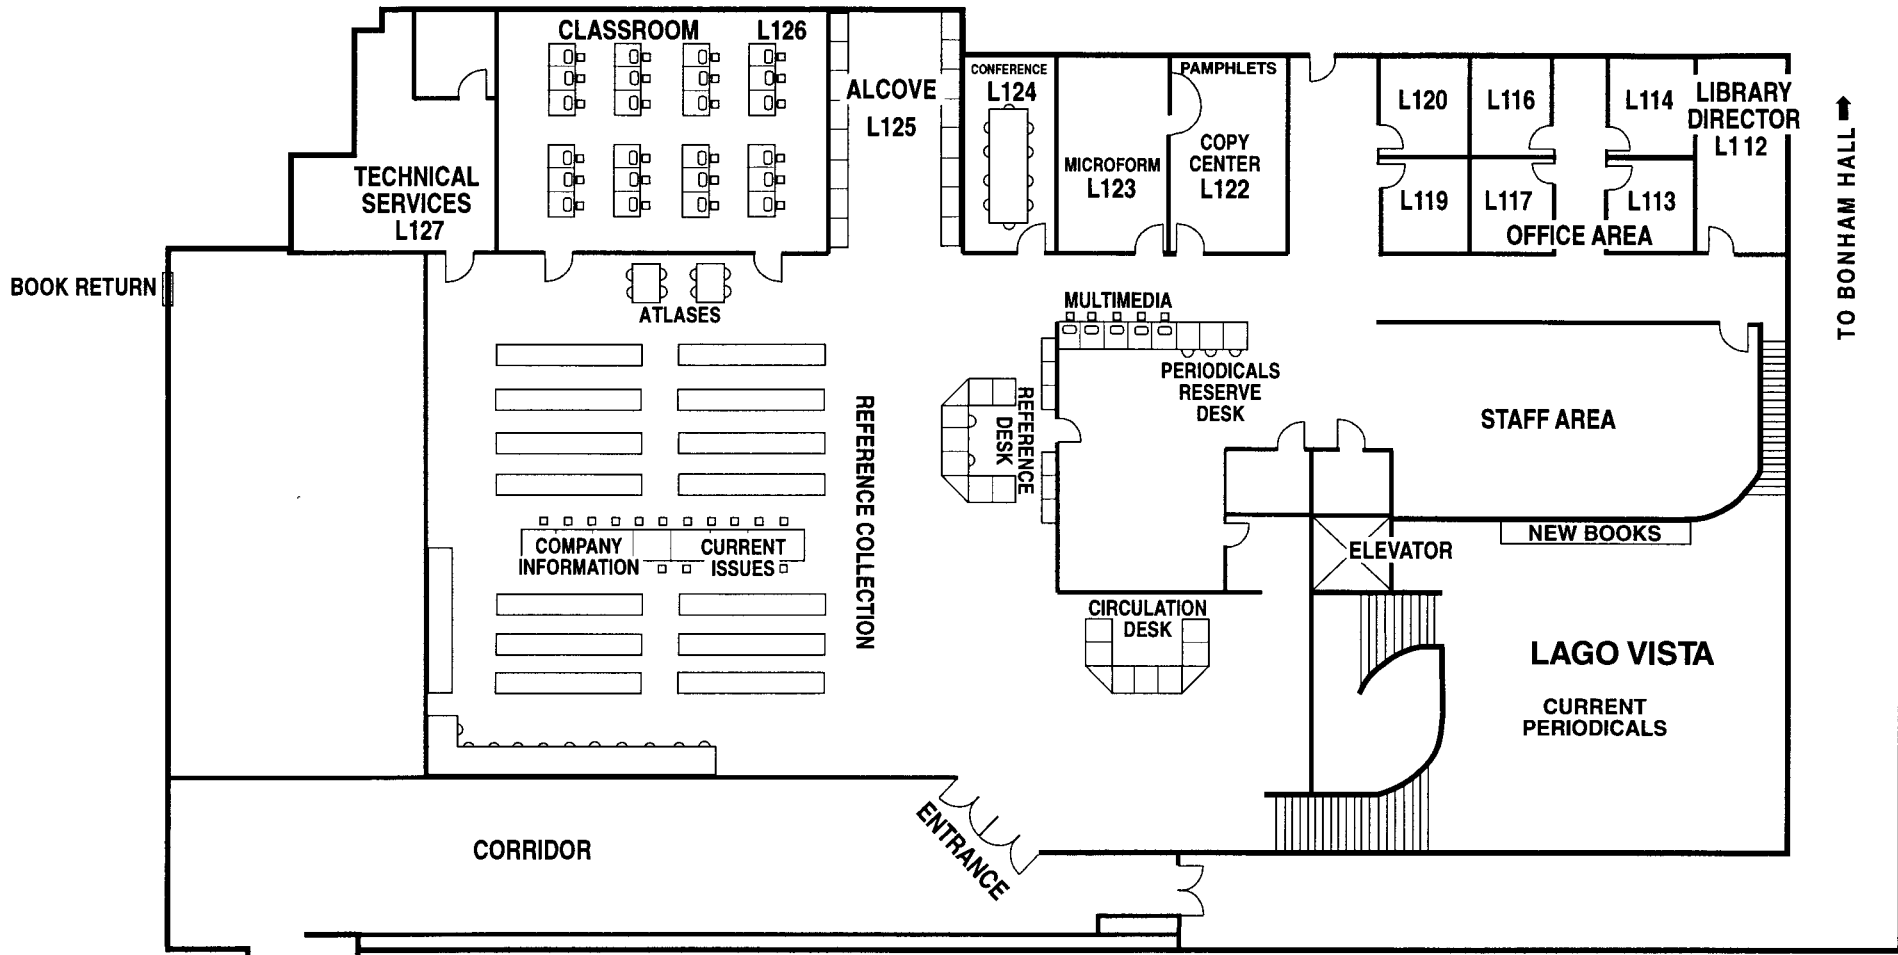 CLASSROOM L126
ALCOVE
L125
CONFERENCE
L124
PAMPHLETS
COPY
CENTER
L122
MICROFORM
L123
L120
L116
L114
LIBRARY
DIRECTOR
L112
L119
L117
L113
OFFICE AREA
TO BONHAM HALL
TECHNICAL
SERVICES
L127
BOOK RETURN
ATLASES
MULTIMEDIA
PERIODICALS
RESERVE
DESK
REFERENCE
DESK
REFERENCE COLLECTION
STAFF AREA
NEW BOOKS
COMPANY
INFORMATION
CURRENT
ISSUES
ELEVATOR
CIRCULATION
DESK
LAGO VISTA
CURRENT
PERIODICALS
ENTRANCE
CORRIDOR